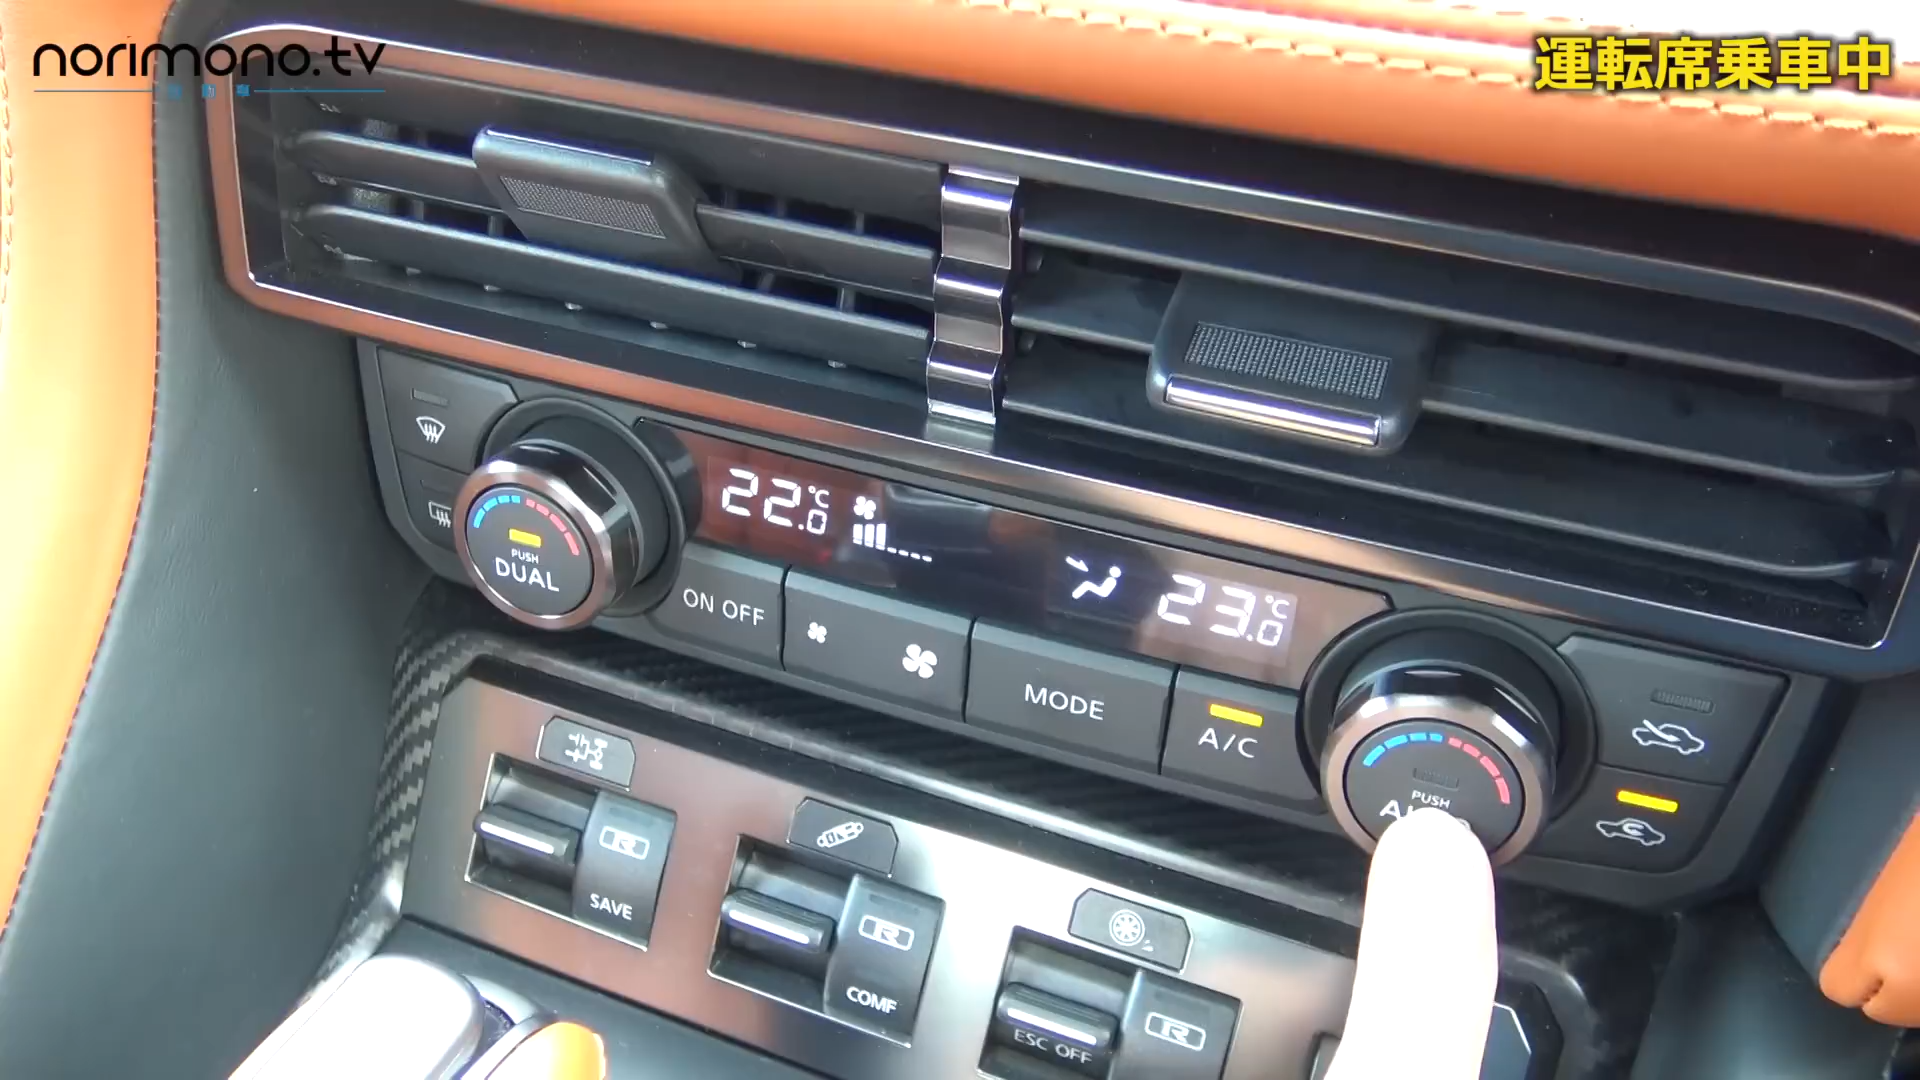 norimono.tv
運転席乗車中
22.0 ℃
23.0 ℃
PUSH
DUAL
ON OFF
MODE
A/C
PUSH
R
SAVE
R
COMF
ESC OFF
R